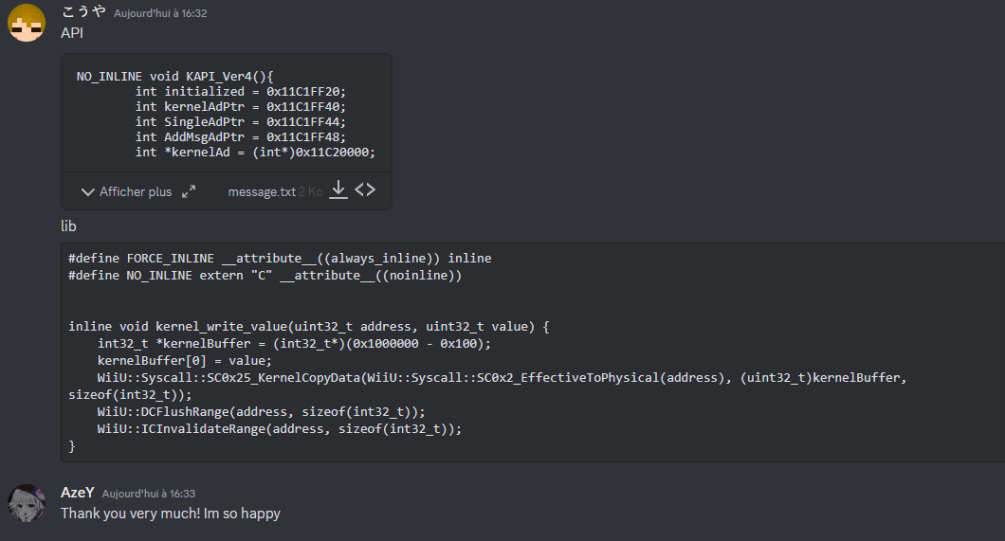 こうや Aujourd'hui à 16:32
API
NO_INLINE void KAPI_Ver4(){
        int initialized = 0x11C1FF20;
        int kernelAdPtr = 0x11C1FF40;
        int SingleAdPtr = 0x11C1FF44;
        int AddMsgAdPtr = 0x11C1FF48;
        int *kernelAd = (int*)0x11C20000;
Afficher plus message.txt 2 Ko
lib
#define FORCE_INLINE __attribute__((always_inline)) inline
#define NO_INLINE extern "C" __attribute__((noinline))
inline void kernel_write_value(uint32_t address, uint32_t value) {
    int32_t *kernelBuffer = (int32_t*)(0x1000000 - 0x100);
    kernelBuffer[0] = value;
    WiiU::Syscall::SC0x25_KernelCopyData(WiiU::Syscall::SC0x2_EffectiveToPhysical(address), (uint32_t)kernelBuffer,
sizeof(int32_t));
    WiiU::DCFlushRange(address, sizeof(int32_t));
    WiiU::ICInvalidateRange(address, sizeof(int32_t));
}
AzeY Aujourd'hui à 16:33
Thank you very much! Im so happy